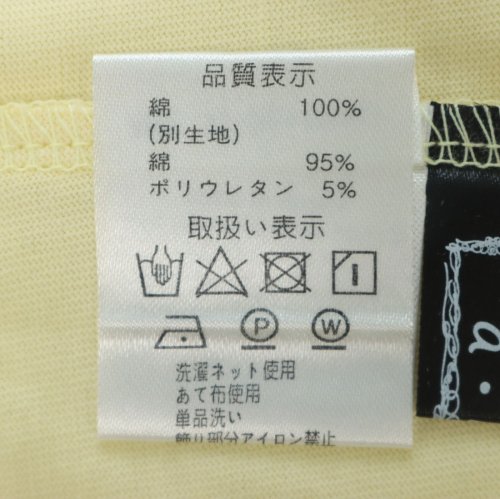 品質表示
綿 100%
(別生地)
綿 95%
ポリウレタン 5%
取扱い表示
P W
洗濯ネット使用
あて布使用
単品洗い
飾り部分アイロン禁止
a.